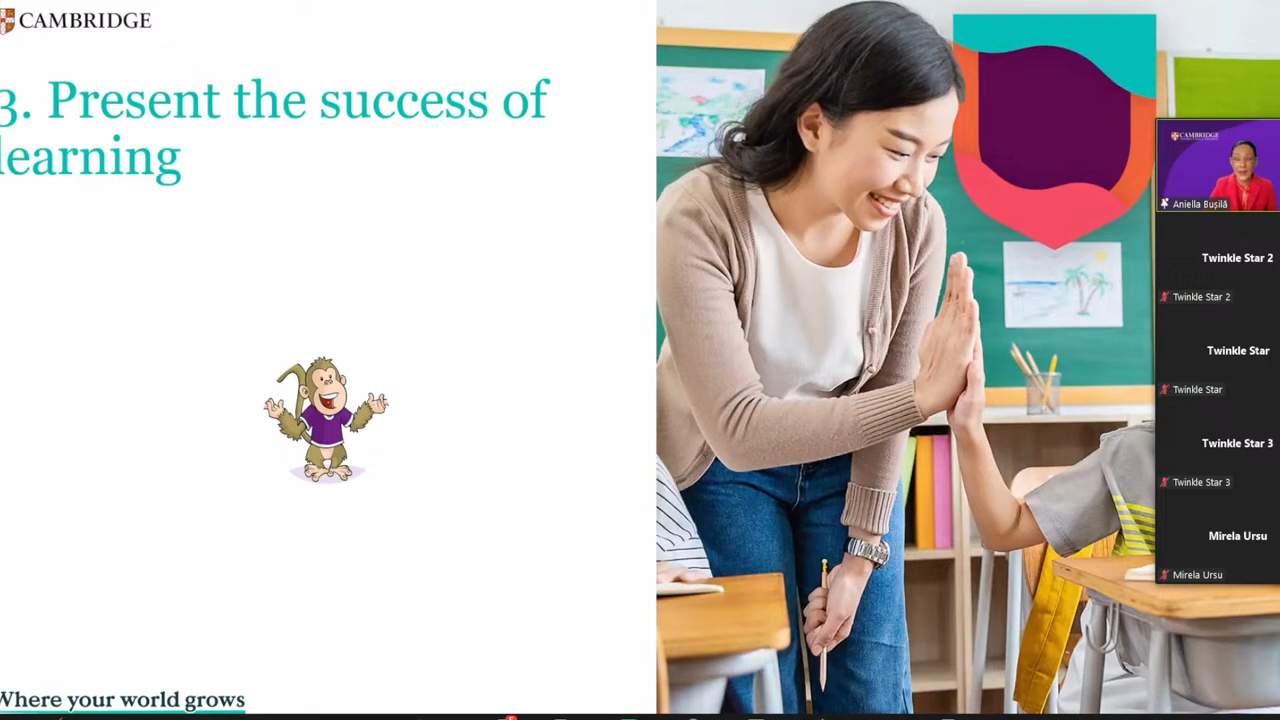 CAMBRIDGE
3. Present the success of
learning
Where your world grows
CAMBRIDGE
Aniella Bușilă
Twinkle Star 2
Twinkle Star 2
Twinkle Star
Twinkle Star
Twinkle Star 3
Twinkle Star 3
Mirela Ursu
Mirela Ursu